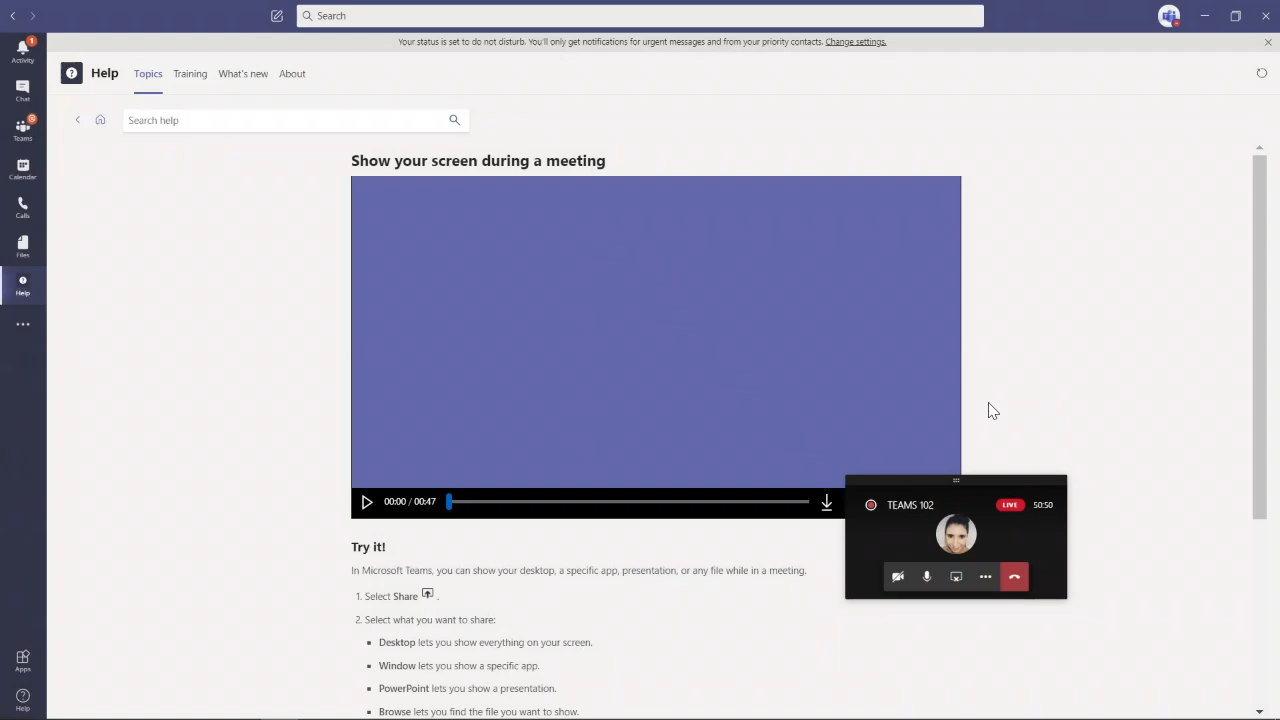 Search
Your status is set to do not disturb. You'll only get notifications for urgent messages and from your priority contacts. Change settings.
1
Activity
Chat
Teams
Calendar
Calls
Files
Help
Apps
Help
Help
Topics
Training
What's new
About
Search help
Show your screen during a meeting
00:00 / 00:47
TEAMS 102
LIVE
50:50
Try it!
In Microsoft Teams, you can show your desktop, a specific app, presentation, or any file while in a meeting.
1. Select Share .
2. Select what you want to share:
▪ Desktop lets you show everything on your screen.
▪ Window lets you show a specific app.
▪ PowerPoint lets you show a presentation.
▪ Browse lets you find the file you want to show.